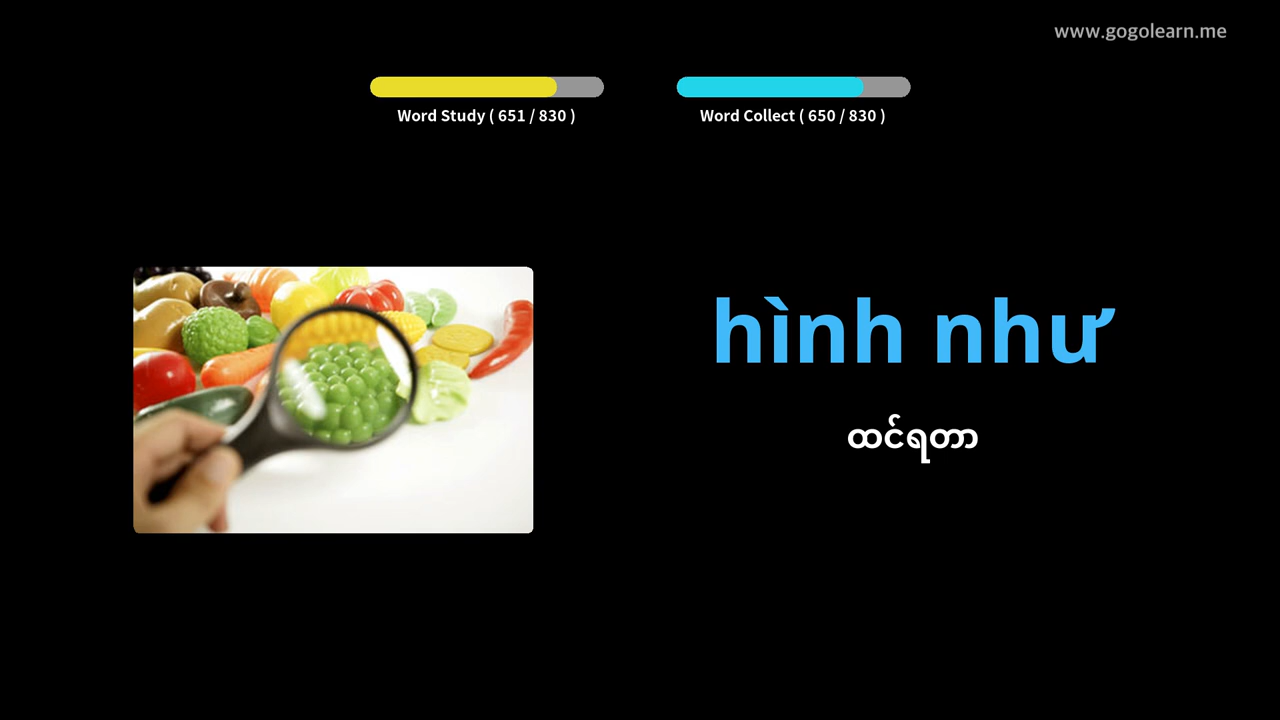 www.gogolearn.me
Word Study ( 651 / 830 )
Word Collect ( 650 / 830 )
hình như
ထင်ရတာ